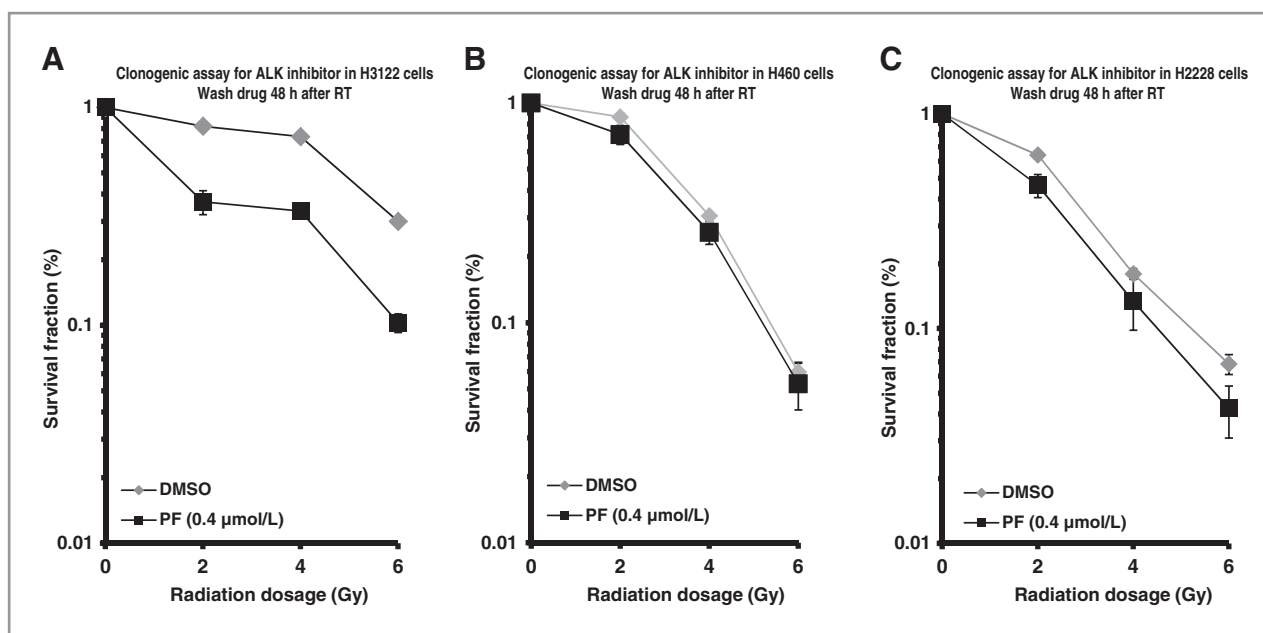 A
Clonogenic assay for ALK inhibitor in H3122 cells
Wash drug 48 h after RT
1
0.1
0.01
Survival fraction (%)
DMSO
PF (0.4 µmol/L)
0 2 4 6
Radiation dosage (Gy)
B
Clonogenic assay for ALK inhibitor in H460 cells
Wash drug 48 h after RT
1
0.1
0.01
Survival fraction (%)
DMSO
PF (0.4 µmol/L)
0 2 4 6
Radiation dosage (Gy)
C
Clonogenic assay for ALK inhibitor in H2228 cells
Wash drug 48 h after RT
1
0.1
0.01
Survival fraction (%)
DMSO
PF (0.4 µmol/L)
0 2 4 6
Radiation dosage (Gy)